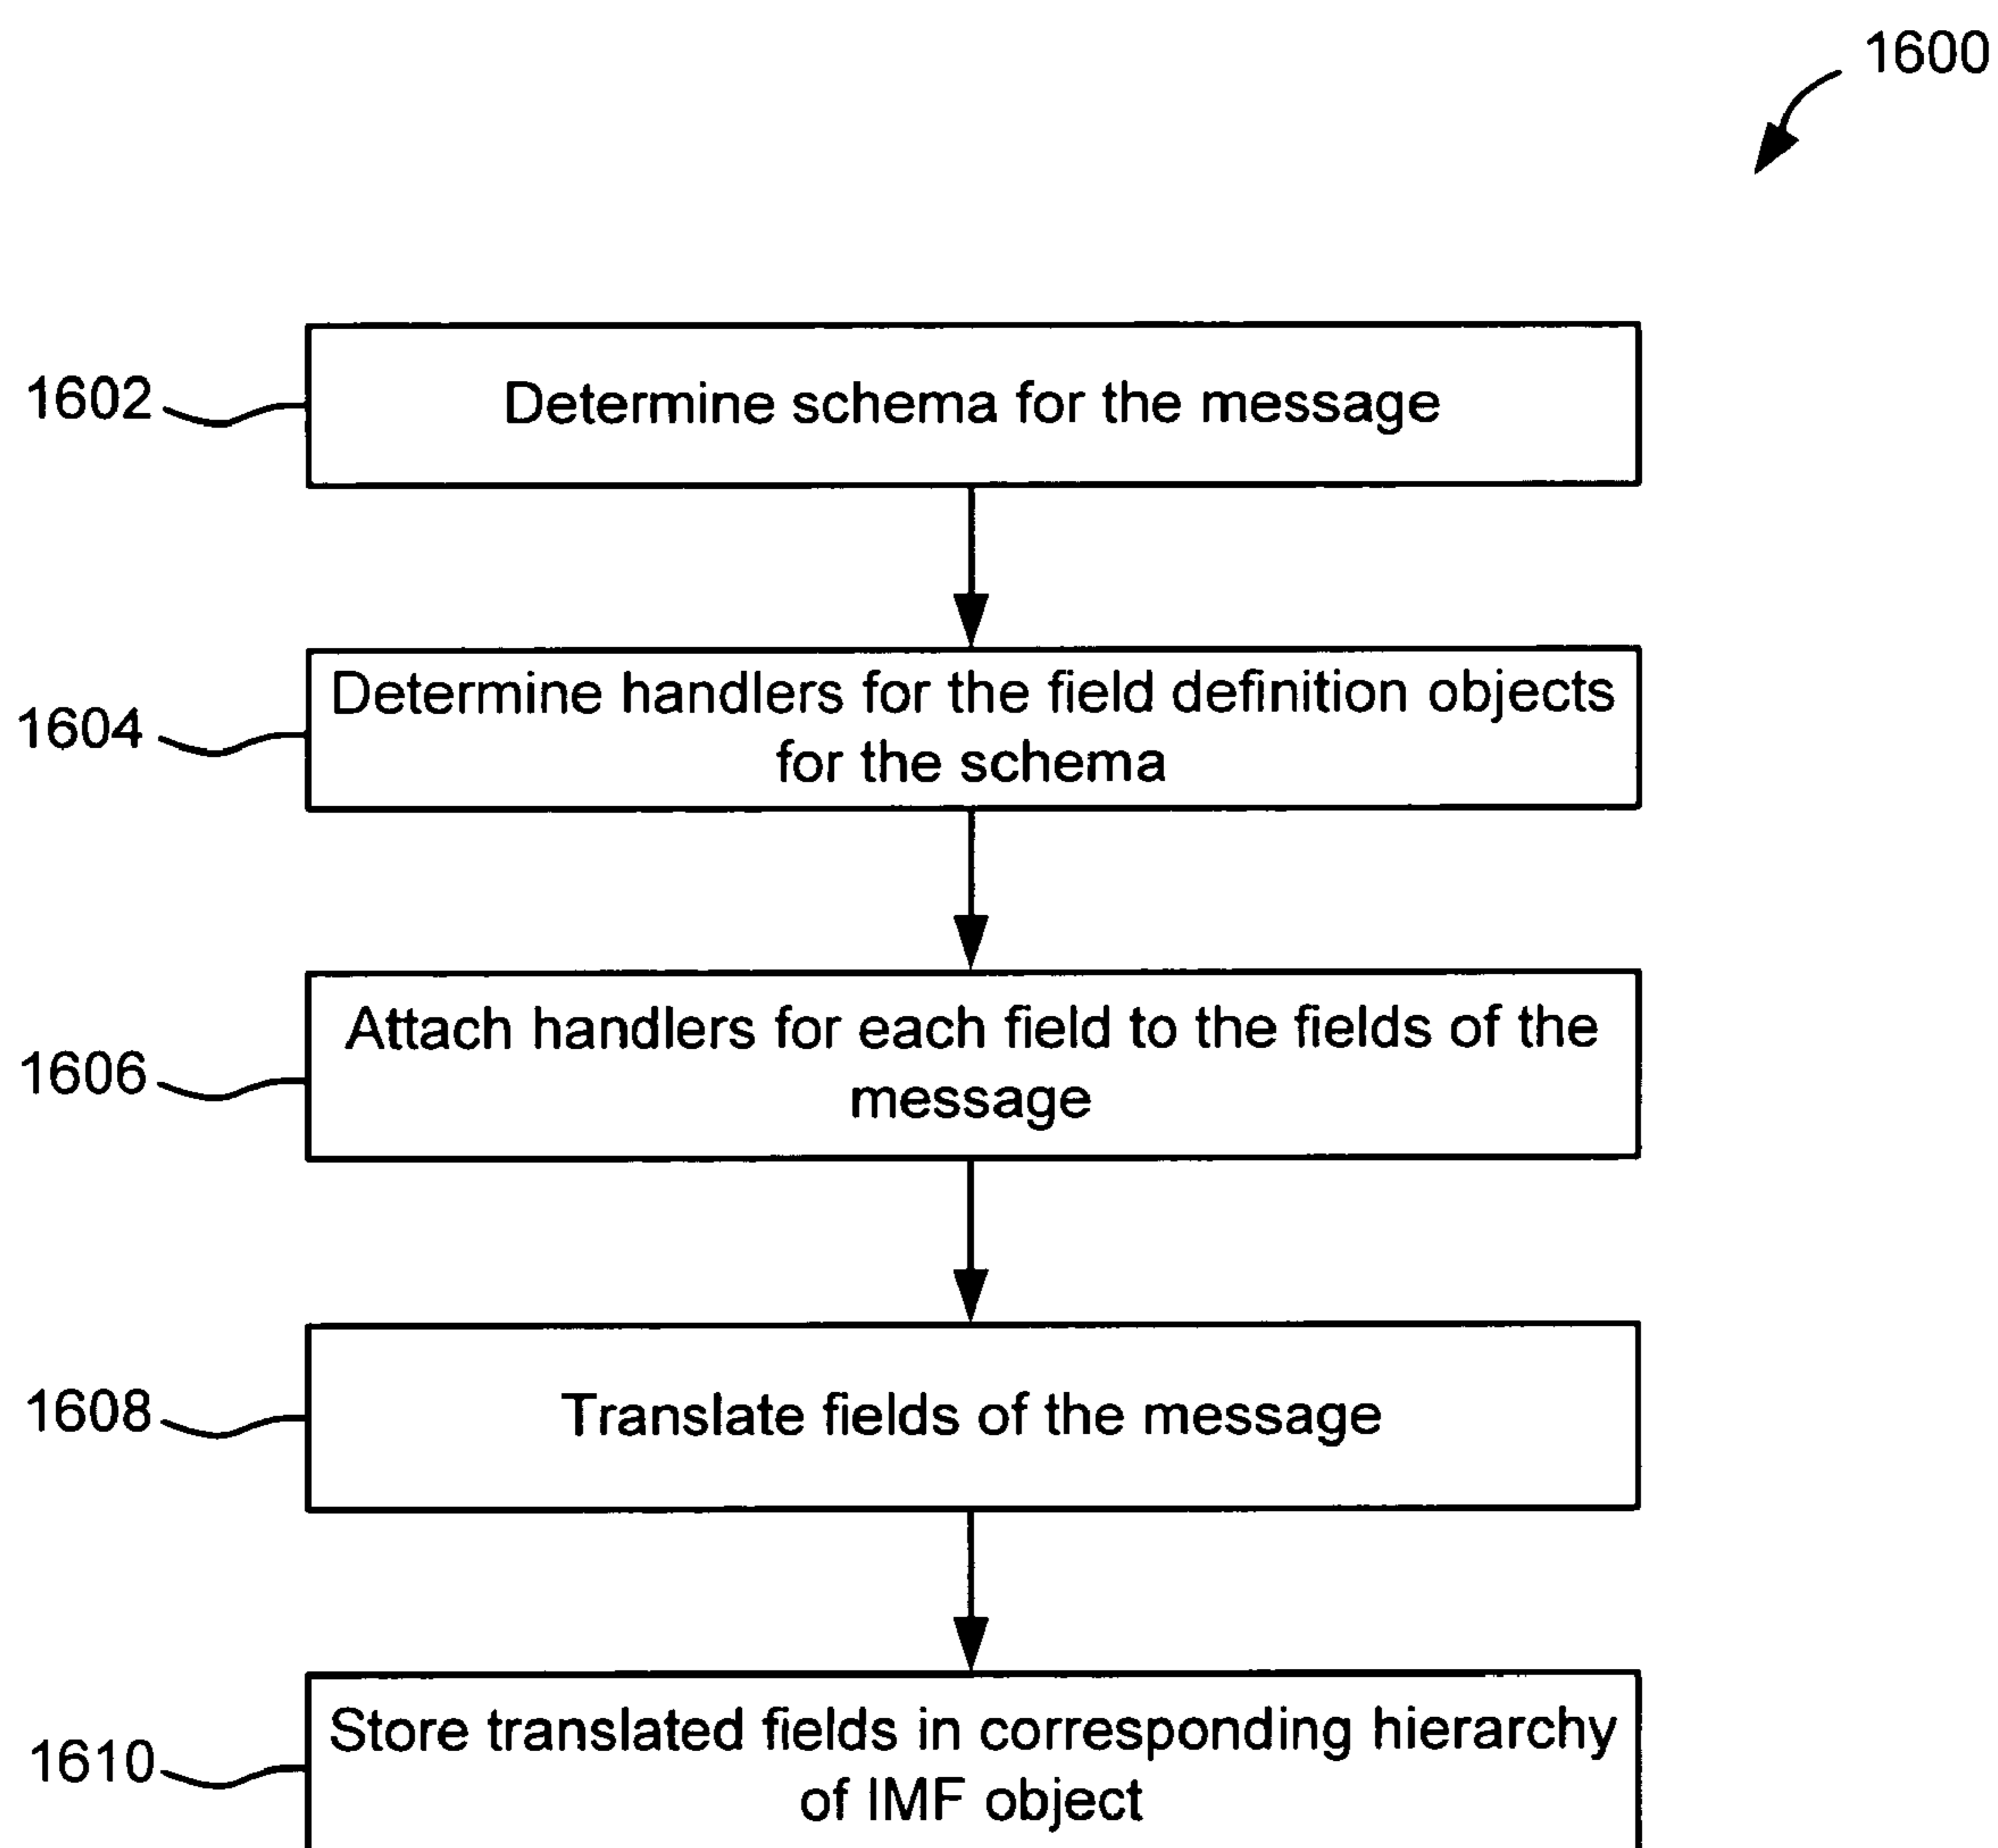 1600
1602
Determine schema for the message
1604
Determine handlers for the field definition objects
for the schema
1606
Attach handlers for each field to the fields of the
message
1608
Translate fields of the message
1610
Store translated fields in corresponding hierarchy
of IMF object